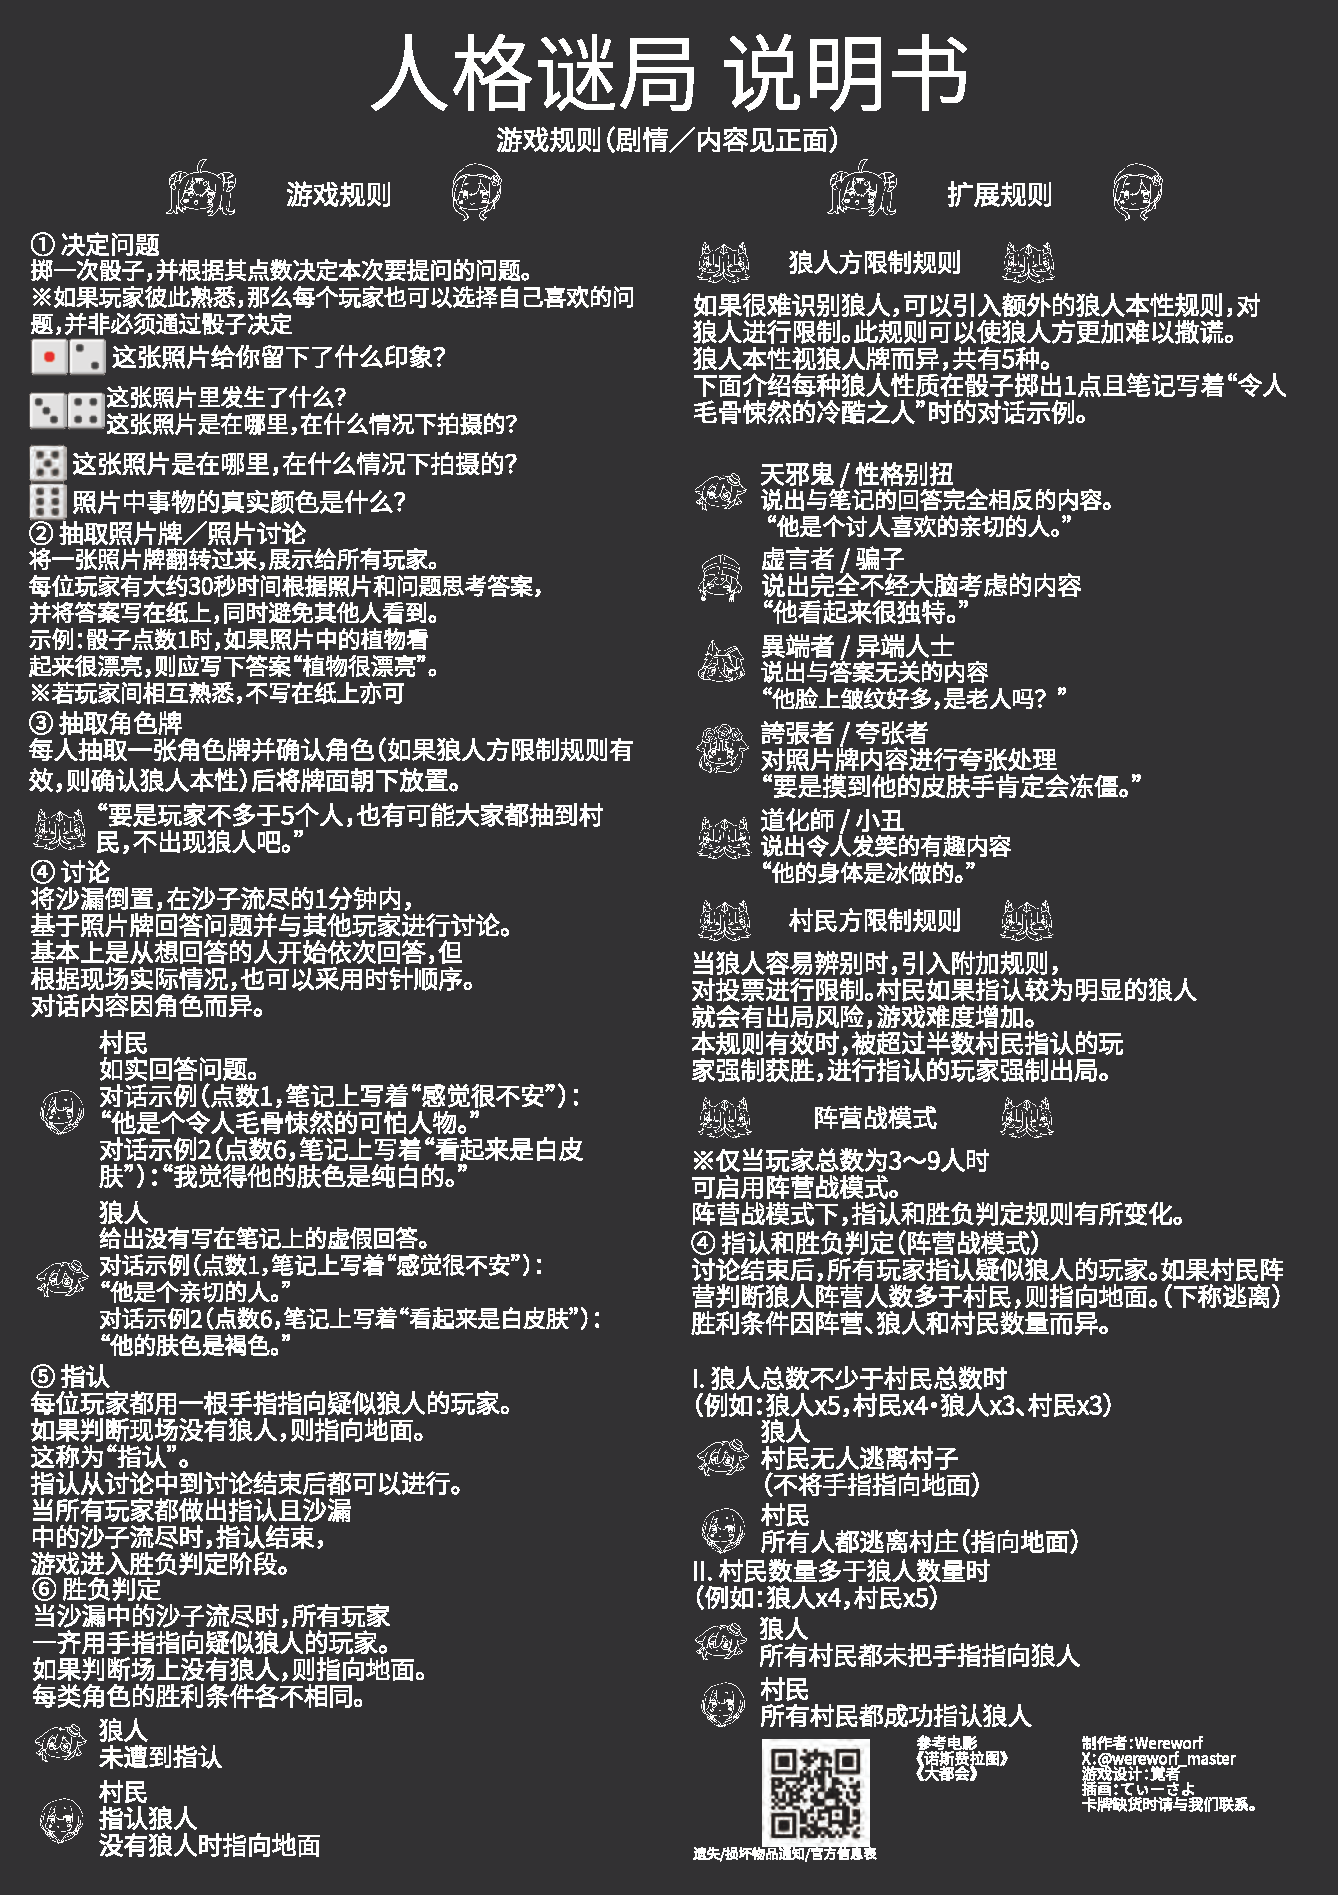 人格谜局 说明书
游戏规则（剧情／内容见正面）
游戏规则
① 决定问题
掷一次骰子，并根据其点数决定本次要提问的问题。
※如果玩家彼此熟悉，那么每个玩家也可以选择自己喜欢的问
题，并非必须通过骰子决定
这张照片给你留下了什么印象？
这张照片里发生了什么？
这张照片是在哪里，在什么情况下拍摄的？
这张照片是在哪里，在什么情况下拍摄的？
照片中事物的真实颜色是什么？
② 抽取照片牌／照片讨论
将一张照片牌翻转过来，展示给所有玩家。
每位玩家有大约30秒时间根据照片和问题思考答案，
并将答案写在纸上，同时避免其他人看到。
示例：骰子点数1时，如果照片中的植物看
起来很漂亮，则应写下答案“植物很漂亮”。
※若玩家间相互熟悉，不写在纸上亦可
③ 抽取角色牌
每人抽取一张角色牌并确认角色（如果狼人方限制规则有
效，则确认狼人本性）后将牌面朝下放置。
“要是玩家不多于5个人，也有可能大家都抽到村
民，不出现狼人吧。”
④ 讨论
将沙漏倒置，在沙子流尽的1分钟内，
基于照片牌回答问题并与其他玩家进行讨论。
基本上是从想回答的人开始依次回答，但
根据现场实际情况，也可以采用时针顺序。
对话内容因角色而异。
村民
如实回答问题。
对话示例（点数1，笔记上写着“感觉很不安”）：
“他是个令人毛骨悚然的可怕人物。”
对话示例2（点数6，笔记上写着“看起来是白皮
肤”）：“我觉得他的肤色是纯白的。”
狼人
给出没有写在笔记上的虚假回答。
对话示例（点数1，笔记上写着“感觉很不安”）：
“他是个亲切的人。”
对话示例2（点数6，笔记上写着“看起来是白皮肤”）：
“他的肤色是褐色。”
⑤ 指认
每位玩家都用一根手指指向疑似狼人的玩家。
如果判断现场没有狼人，则指向地面。
这称为“指认”。
指认从讨论中到讨论结束后都可以进行。
当所有玩家都做出指认且沙漏
中的沙子流尽时，指认结束，
游戏进入胜负判定阶段。
⑥ 胜负判定
当沙漏中的沙子流尽时，所有玩家
一齐用手指指向疑似狼人的玩家。
如果判断场上没有狼人，则指向地面。
每类角色的胜利条件各不相同。
狼人
未遭到指认
村民
指认狼人
没有狼人时指向地面
扩展规则
狼人方限制规则
如果很难识别狼人，可以引入额外的狼人本性规则，对
狼人进行限制。此规则可以使狼人方更加难以撒谎。
狼人本性视狼人牌而异，共有5种。
下面介绍每种狼人性质在骰子掷出1点且笔记写着“令人
毛骨悚然的冷酷之人”时的对话示例。
天邪鬼 / 性格别扭
说出与笔记的回答完全相反的内容。
“他是个讨人喜欢的亲切的人。”
虚言者 / 骗子
说出完全不经大脑考虑的内容
“他看起来很独特。”
異端者 / 异端人士
说出与答案无关的内容
“他脸上皱纹好多，是老人吗？”
誇張者 / 夸张者
对照片牌内容进行夸张处理
“要是摸到他的皮肤手肯定会冻僵。”
道化師 / 小丑
说出令人发笑的有趣内容
“他的身体是冰做的。”
村民方限制规则
当狼人容易辨别时，引入附加规则，
对投票进行限制。村民如果指认较为明显的狼人
就会有出局风险，游戏难度增加。
本规则有效时，被超过半数村民指认的玩
家强制获胜，进行指认的玩家强制出局。
阵营战模式
※仅当玩家总数为3～9人时
可启用阵营战模式。
阵营战模式下，指认和胜负判定规则有所变化。
④ 指认和胜负判定（阵营战模式）
讨论结束后，所有玩家指认疑似狼人的玩家。如果村民阵
营判断狼人阵营人数多于村民，则指向地面。（下称逃离）
胜利条件因阵营、狼人和村民数量而异。
I. 狼人总数不少于村民总数时
（例如：狼人x5，村民x4・狼人x3、村民x3）
狼人
村民无人逃离村子
（不将手指指向地面）
村民
所有人都逃离村庄（指向地面）
II. 村民数量多于狼人数量时
（例如：狼人x4，村民x5）
狼人
所有村民都未把手指指向狼人
村民
所有村民都成功指认狼人
遗失/损坏物品通知/官方信息表
参考电影
《诺斯费拉图》
《大都会》
制作者：Wereworf
X：@wereworf_master
游戏设计：覚者
插画：てぃーさよ
卡牌缺货时请与我们联系。